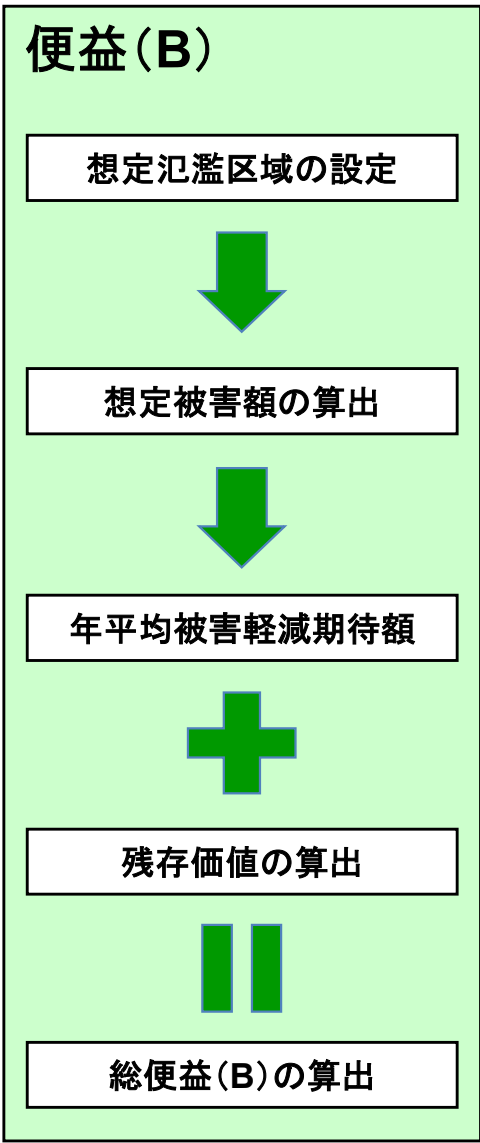 便益（B）
想定氾濫区域の設定
想定被害額の算出
年平均被害軽減期待額
残存価値の算出
総便益（B）の算出